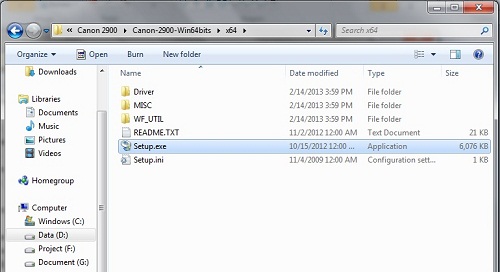 Canon 2900 Canon-2900-Win64bits x64 Search x64
Organize Open Burn New folder
Name Date modified Type Size
Downloads
Libraries
Documents
Music
Pictures
Videos
Homegroup
Computer
Windows (C:)
Data (D:)
Project (F:)
Document (G:)
Driver 2/14/2013 3:59 PM File folder
MISC 2/14/2013 3:59 PM File folder
WF_UTIL 2/14/2013 3:59 PM File folder
README.TXT 11/2/2012 12:00 AM Text Document 21 KB
Setup.exe 10/15/2012 12:00 ... Application 6,076 KB
Setup.ini 11/4/2009 12:00 AM Configuration sett... 1 KB